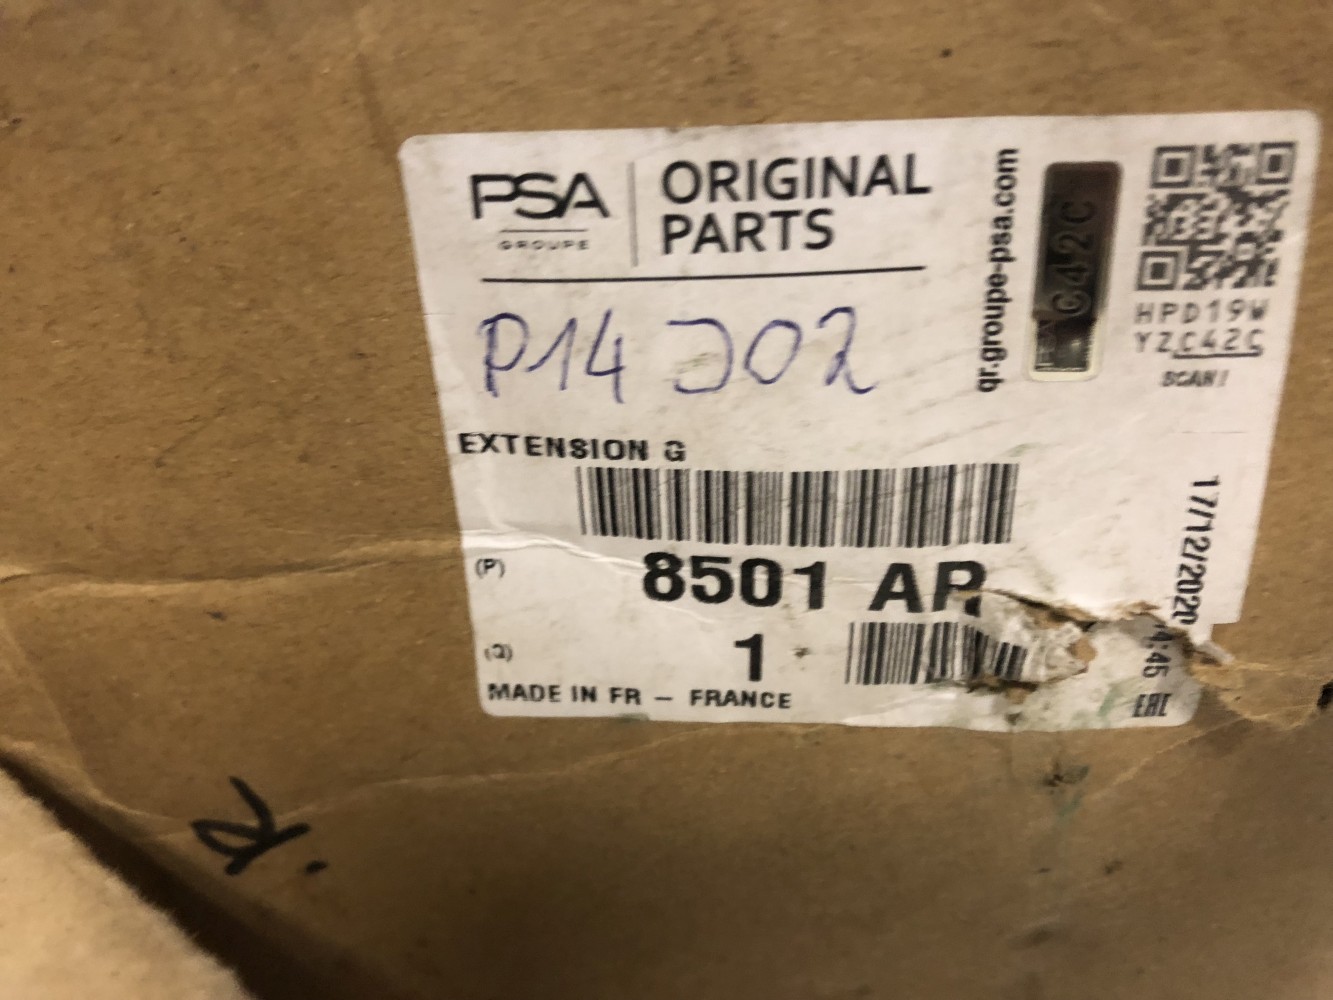 PSA
GROUPE
ORIGINAL
PARTS
qr.groupe-psa.com
C42C
HPD19W
YZC42C
SCAN!
P14 J02
EXTENSION G
17/12/2020
4:45
(P) 8501 AR
(Q) 1
MADE IN FR - FRANCE
EAC
R.